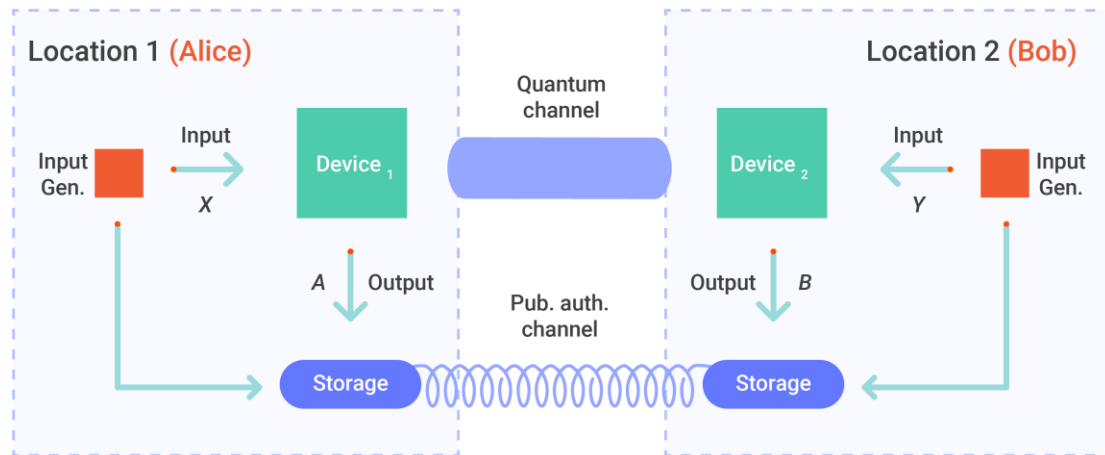 Location 1 (Alice)
Location 2 (Bob)
Quantum
channel
Input
Gen.
Input
X
Device 1
Device 2
Input
Y
Input
Gen.
A
Output
Output
B
Pub. auth.
channel
Storage
Storage